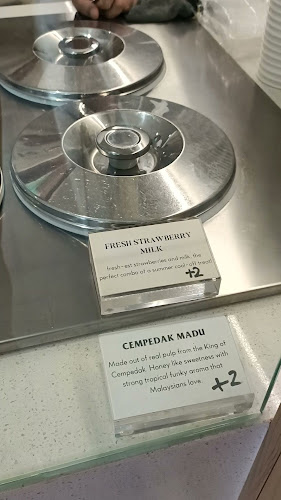 FRESH STRAWBERRY
MILK
fresh-est strawberries and milk, the
perfect combo of a summer cool-off treat
+2
CEMPEDAK MADU
Made out of real pulp from the King of
Cempedak. Honey like sweetness with
strong tropical funky aroma that
Malaysians love.
+2